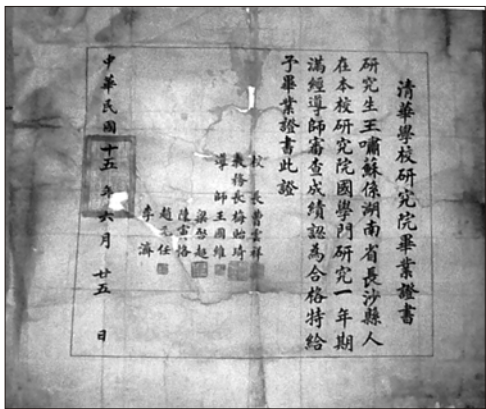 清華學校研究院畢業證書
研究生王嘯蘇係湖南省長沙縣人
在本校研究院國學門研究一年期
滿經導師審查成績認為合格特給
予畢業證書此證
校長曹雲祥
教務長梅貽琦
導師王國維
梁啓超
陳寅恪
趙元任
李濟
中華民國十五年六月廿五日